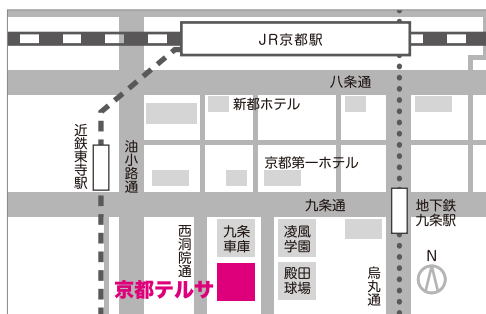 JR京都駅
八条通
新都ホテル
近鉄東寺駅
油小路通
京都第一ホテル
九条通
地下鉄
九条駅
西洞院通
九条
車庫
凌風
学園
殿田
球場
烏丸通
N
京都テルサ